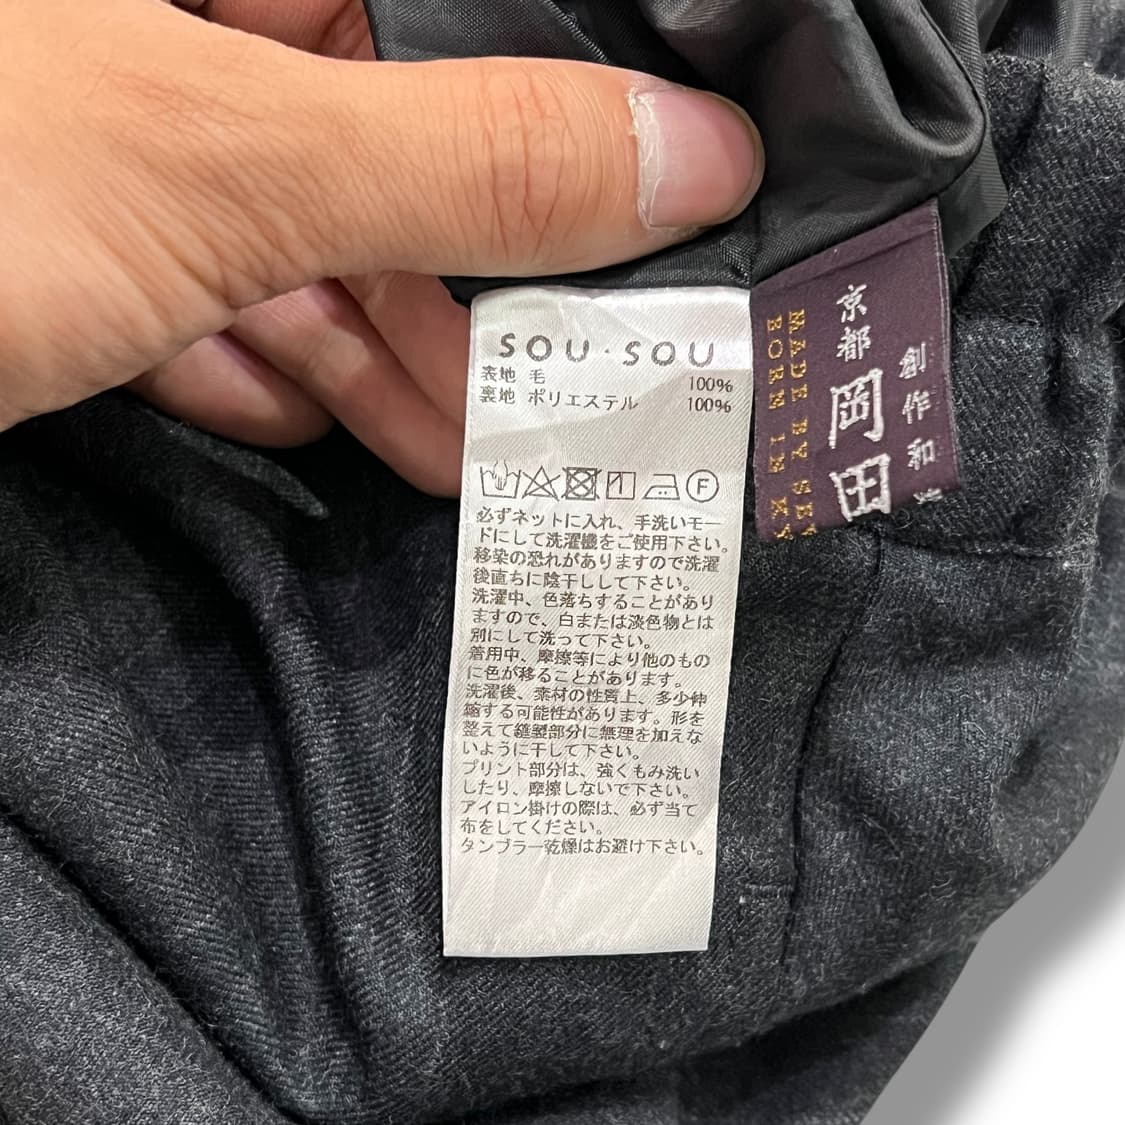 SOU・SOU
表地 毛 100%
裏地 ポリエステル 100%
F
必ずネットに入れ、手洗いモー
ドにして洗濯機をご使用下さい。
移染の恐れがありますので洗濯
後直ちに陰干しして下さい。
洗濯中、色落ちすることがあり
ますので、白または淡色物とは
別にして洗って下さい。
着用中、摩擦等により他のもの
に色が移ることがあります。
洗濯後、素材の性質上、多少伸
縮する可能性があります。形を
整えて縫製部分に無理を加えな
いように干して下さい。
プリント部分は、強くもみ洗い
したり、摩擦しないで下さい。
アイロン掛けの際は、必ず当て
布をしてください。
タンブラー乾燥はお避け下さい。
創作和
京都
岡田
MADE BY
BORN IN